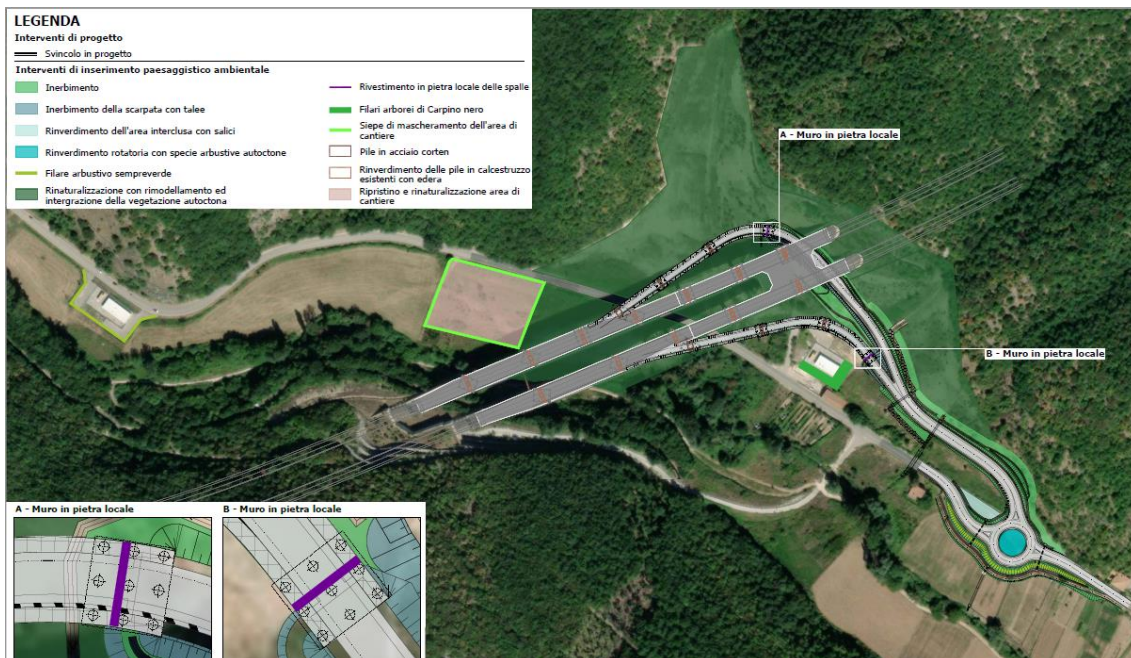 LEGENDA
Interventi di progetto
Svincolo in progetto
Interventi di inserimento paesaggistico ambientale
Inerbimento
Inerbimento della scarpata con talee
Rinverdimento dell'area interclusa con salici
Rinverdimento rotatoria con specie arbustive autoctone
Filare arbustivo sempreverde
Rinaturalizzazione con rimodellamento ed
intergrazione della vegetazione autoctona
Rivestimento in pietra locale delle spalle
Filari arborei di Carpino nero
Siepe di mascheramento dell'area di
cantiere
Pile in acciaio corten
Rinverdimento delle pile in calcestruzzo
esistenti con edera
Ripristino e rinaturalizzazione area di
cantiere
A - Muro in pietra locale
B - Muro in pietra locale
A - Muro in pietra locale
B - Muro in pietra locale